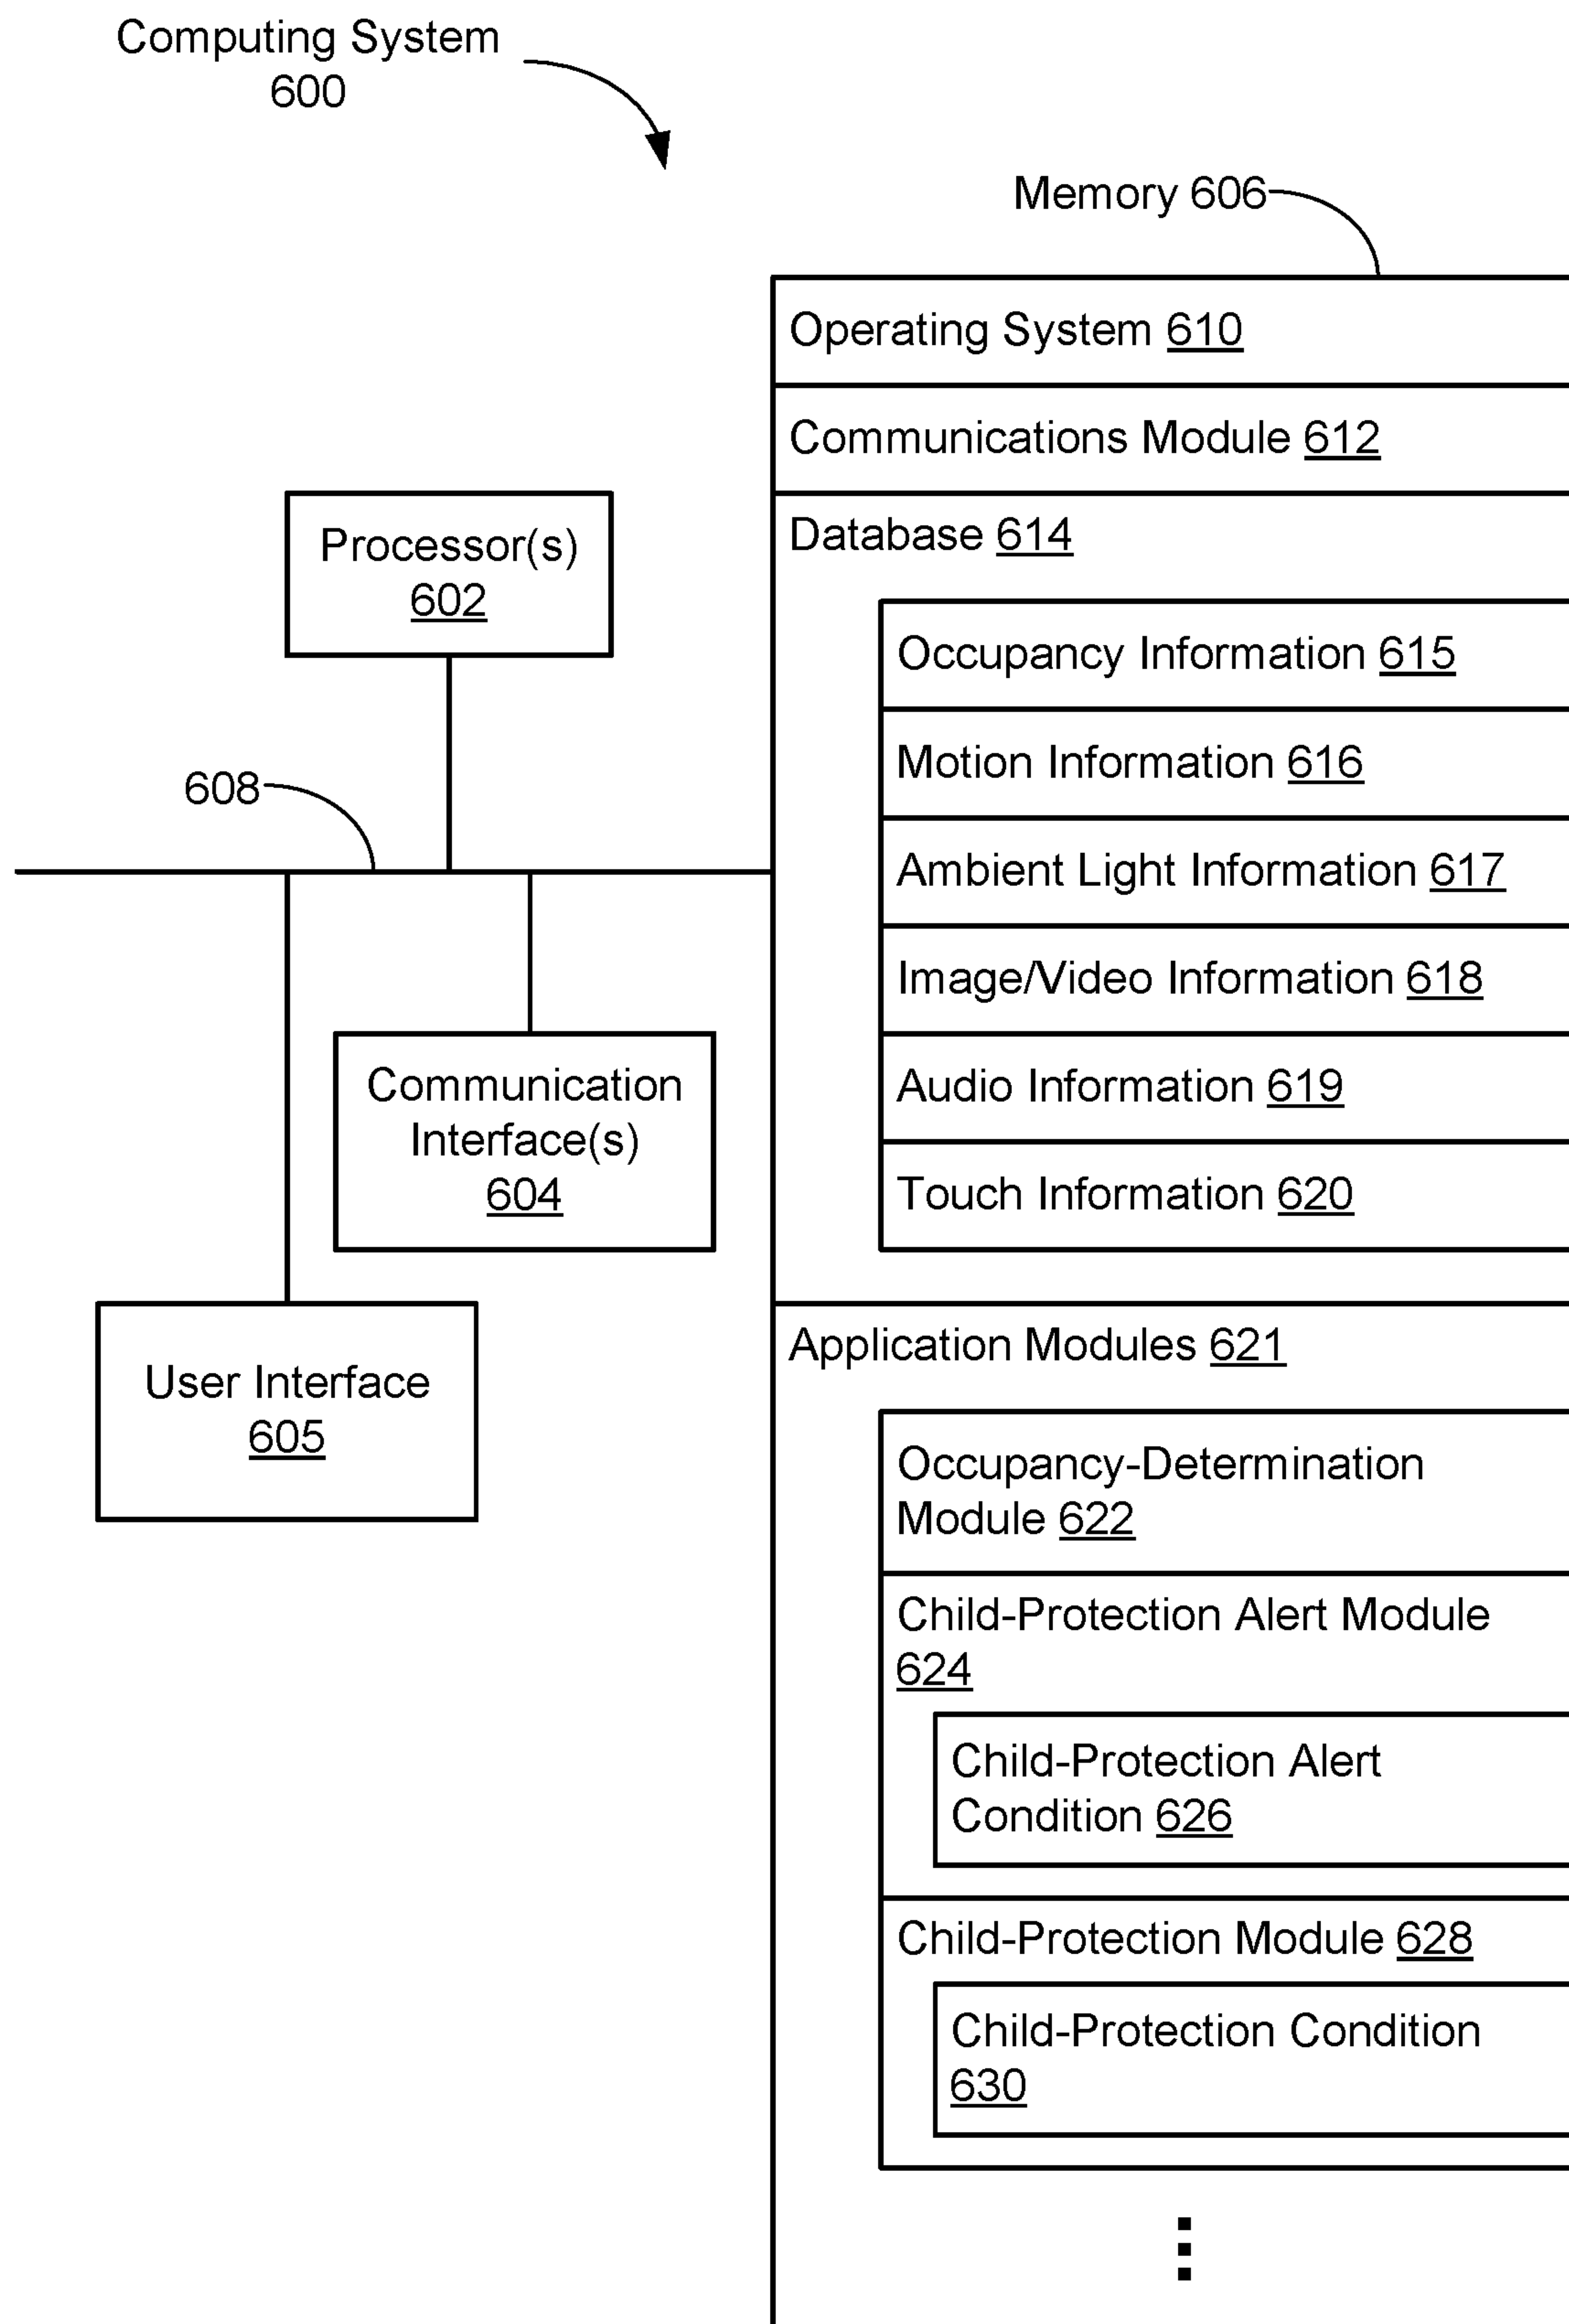 Computing System
600
Memory 606
Operating System 610
Communications Module 612
Database 614
Occupancy Information 615
Motion Information 616
Ambient Light Information 617
Image/Video Information 618
Audio Information 619
Touch Information 620
Application Modules 621
Occupancy-Determination
Module 622
Child-Protection Alert Module
624
Child-Protection Alert
Condition 626
Child-Protection Module 628
Child-Protection Condition
630
Processor(s)
602
608
Communication
Interface(s)
604
User Interface
605